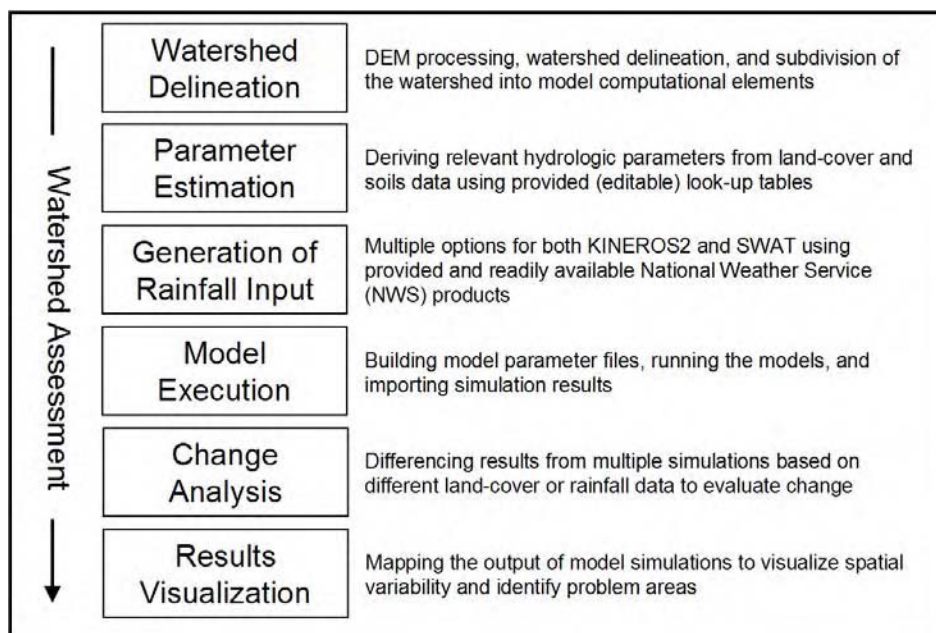 Watershed Assessment
Watershed
Delineation
DEM processing, watershed delineation, and subdivision of
the watershed into model computational elements
Parameter
Estimation
Deriving relevant hydrologic parameters from land-cover and
soils data using provided (editable) look-up tables
Generation of
Rainfall Input
Multiple options for both KINEROS2 and SWAT using
provided and readily available National Weather Service
(NWS) products
Model
Execution
Building model parameter files, running the models, and
importing simulation results
Change
Analysis
Differencing results from multiple simulations based on
different land-cover or rainfall data to evaluate change
Results
Visualization
Mapping the output of model simulations to visualize spatial
variability and identify problem areas